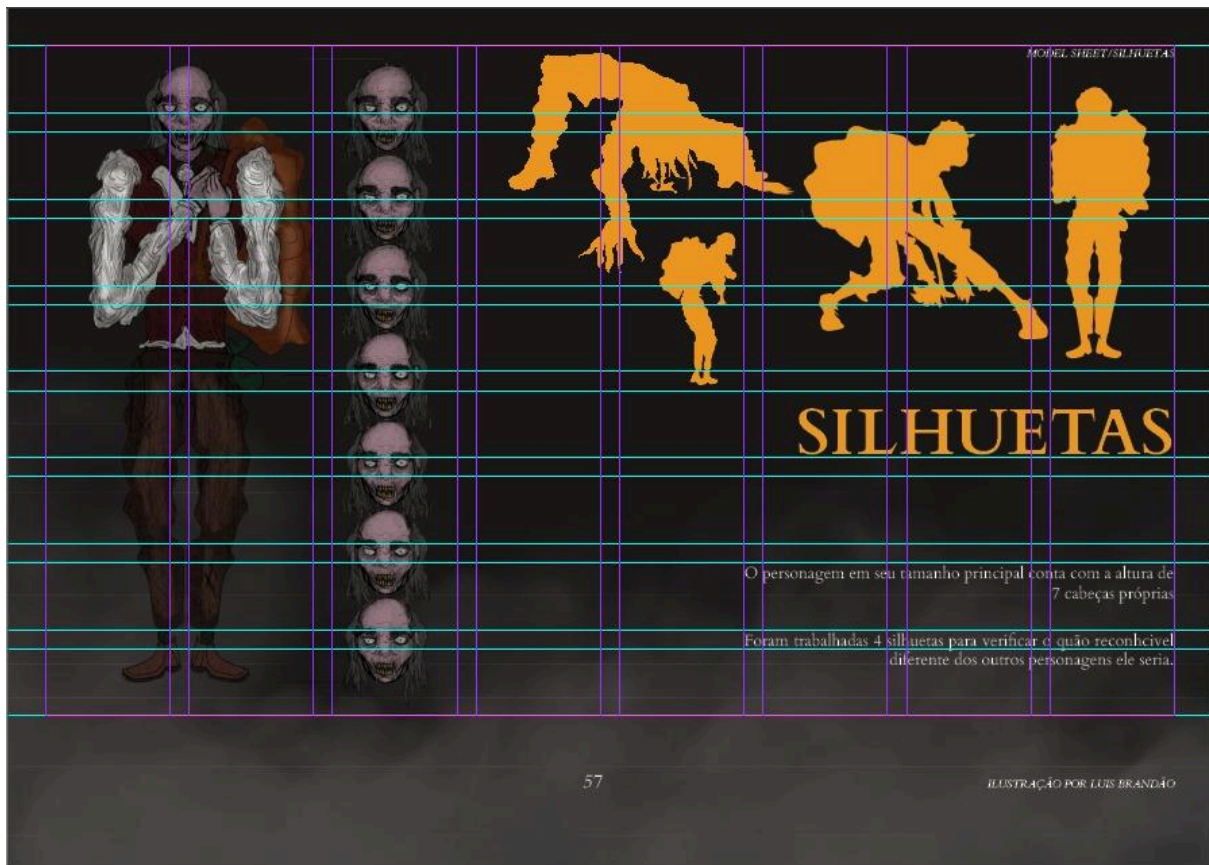 MODEL SHEET/SILHUETAS
SILHUETAS
O personagem em seu tamanho principal conta com a altura de
7 cabeças próprias
Foram trabalhadas 4 silhuetas para verificar o quão reconhcivel
diferente dos outros personagens ele seria.
57
ILUSTRAÇÃO POR LUIS BRANDÃO